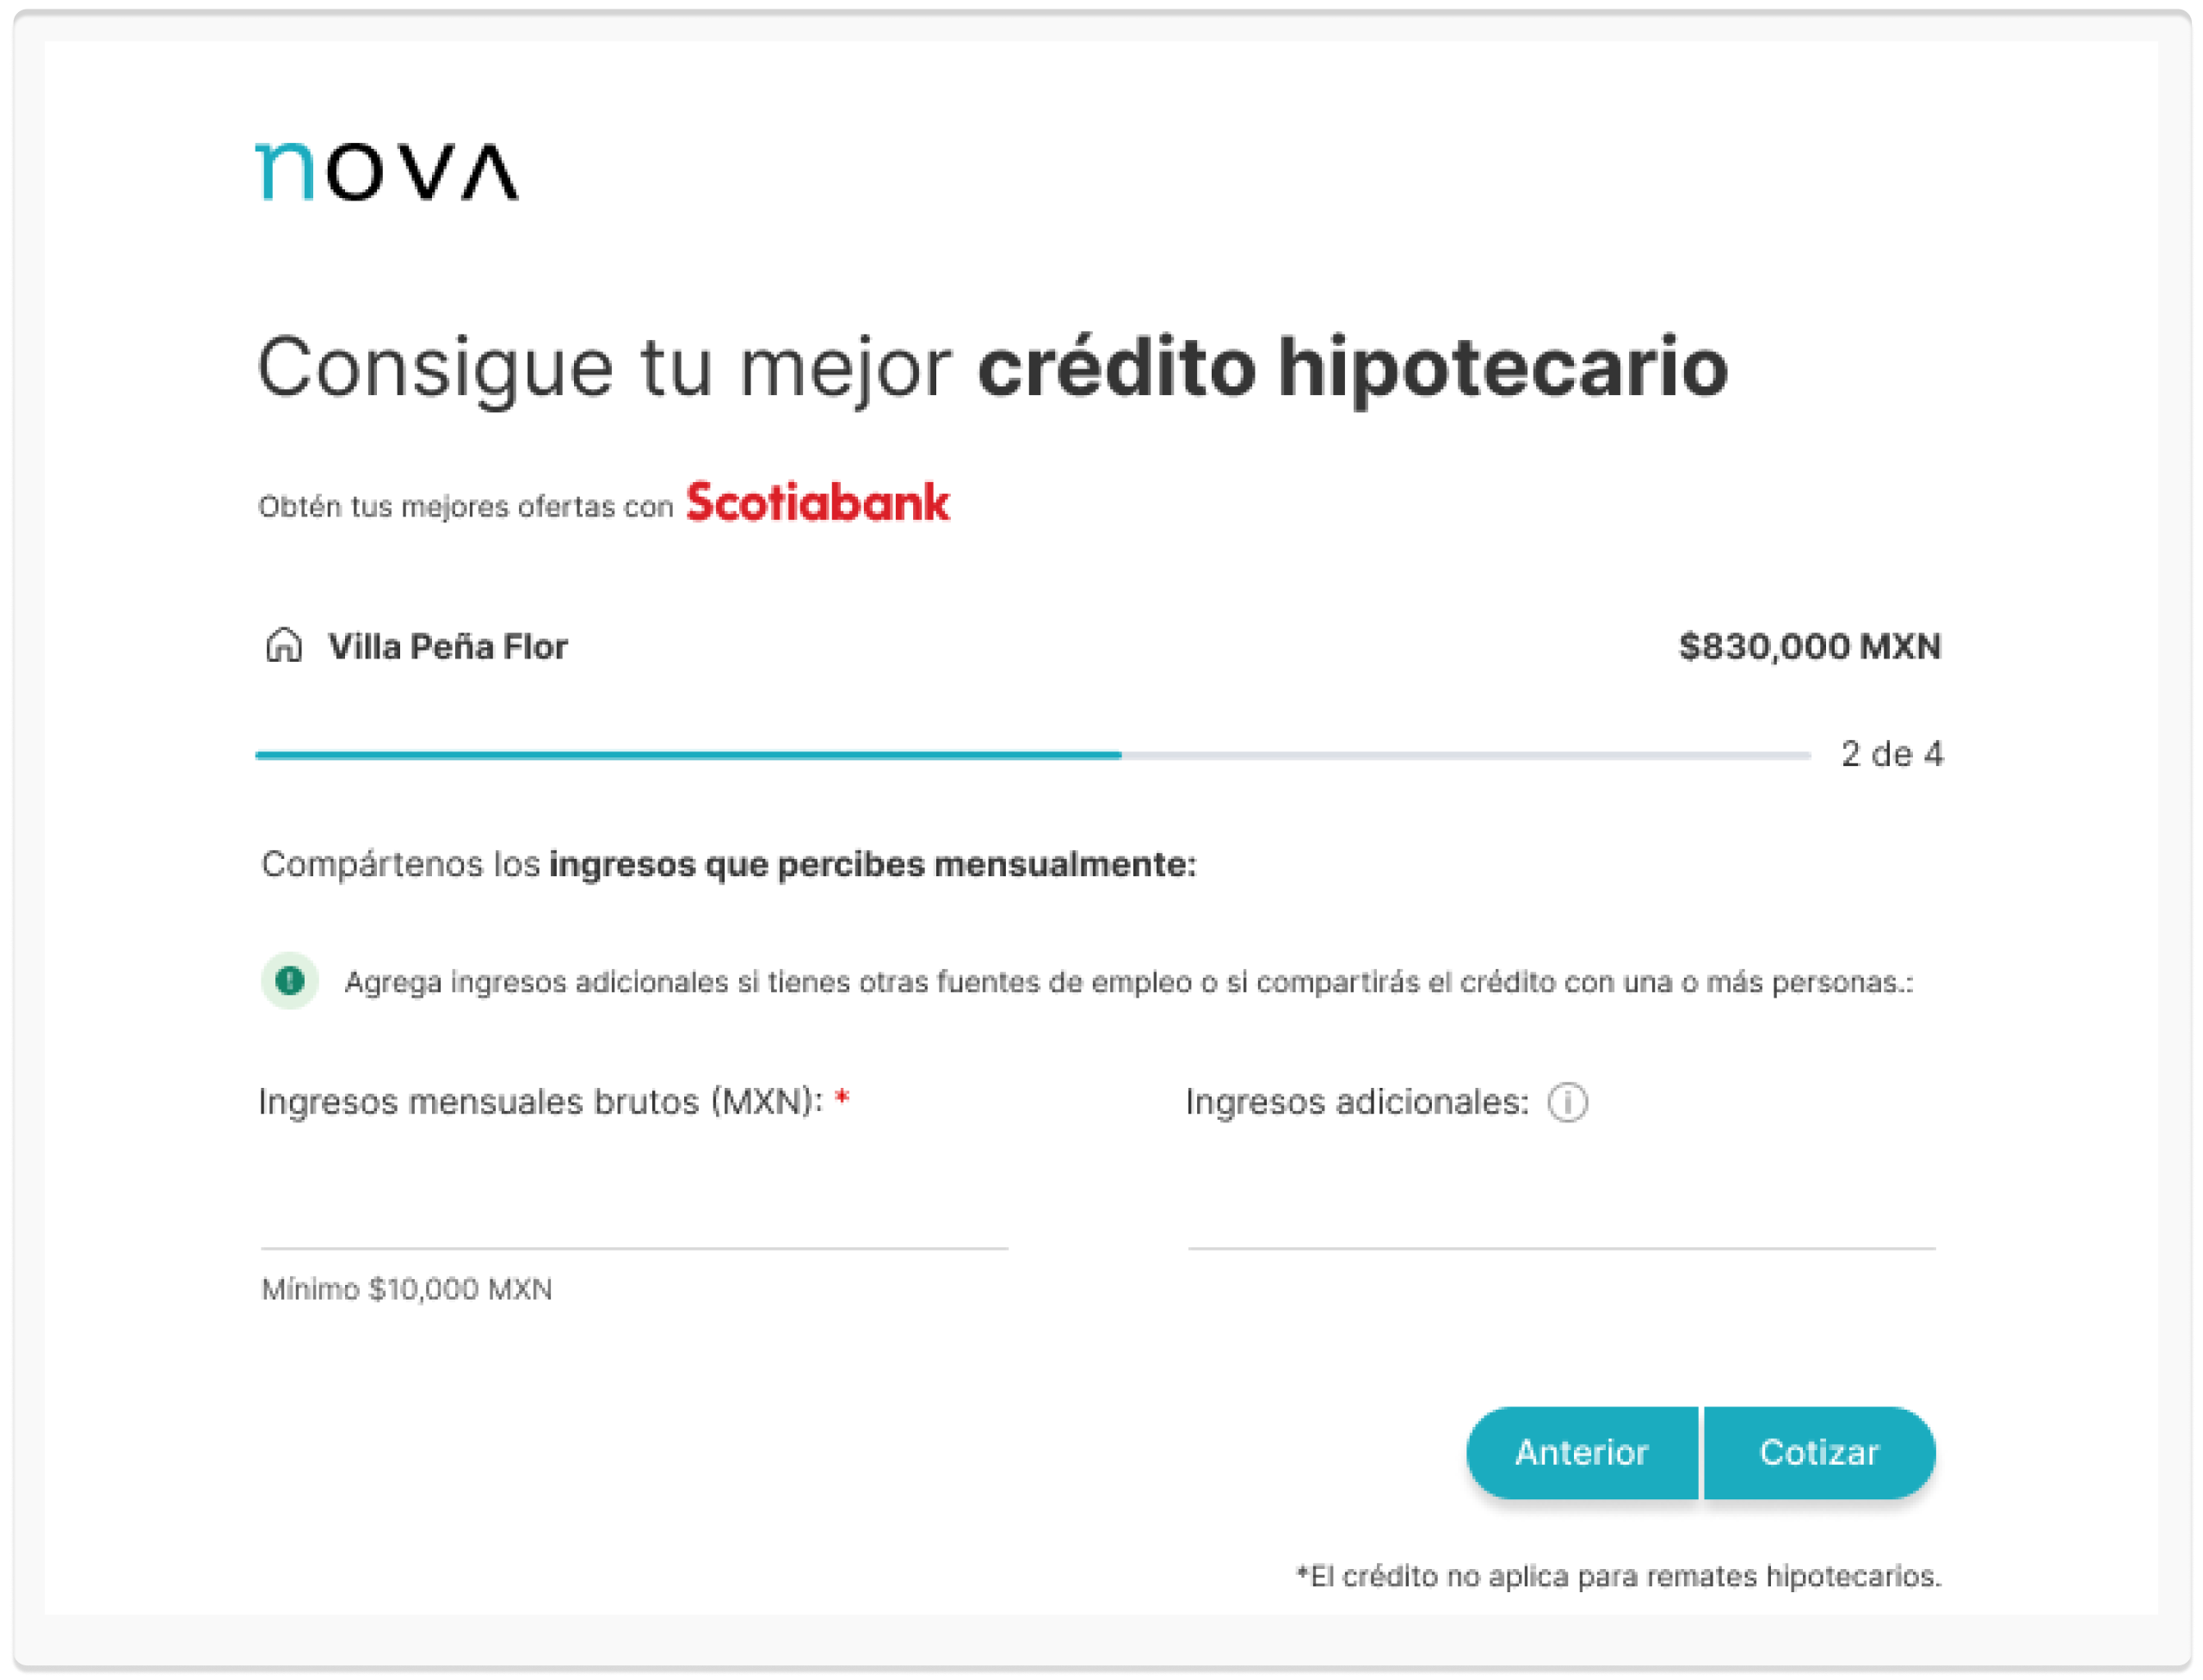 nova
Consigue tu mejor crédito hipotecario
Obtén tus mejores ofertas con Scotiabank
Villa Peña Flor $830,000 MXN
2 de 4
Compártenos los ingresos que percibes mensualmente:
Agrega ingresos adicionales si tienes otras fuentes de empleo o si compartirás el crédito con una o más personas.:
Ingresos mensuales brutos (MXN): * Ingresos adicionales:
Mínimo $10,000 MXN
Anterior Cotizar
*El crédito no aplica para remates hipotecarios.